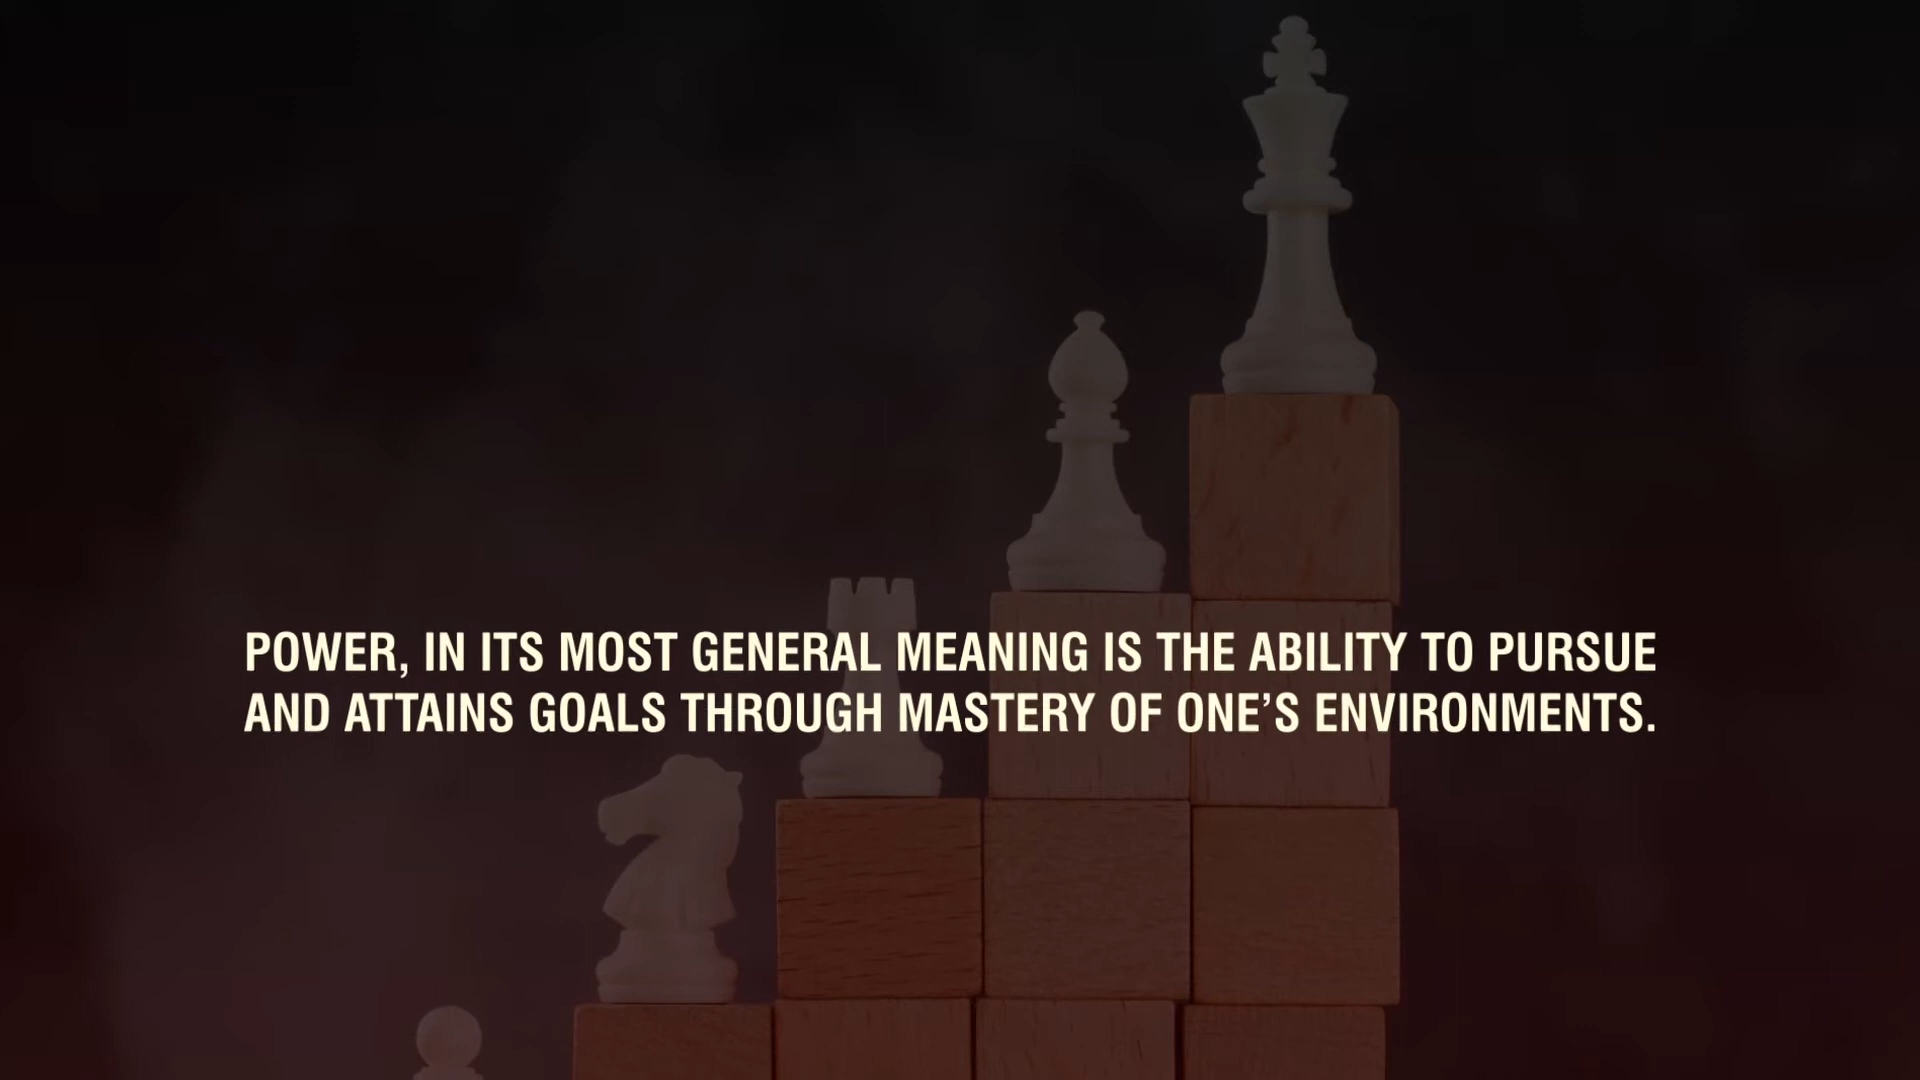 POWER, IN ITS MOST GENERAL MEANING IS THE ABILITY TO PURSUE
AND ATTAINS GOALS THROUGH MASTERY OF ONE’S ENVIRONMENTS.